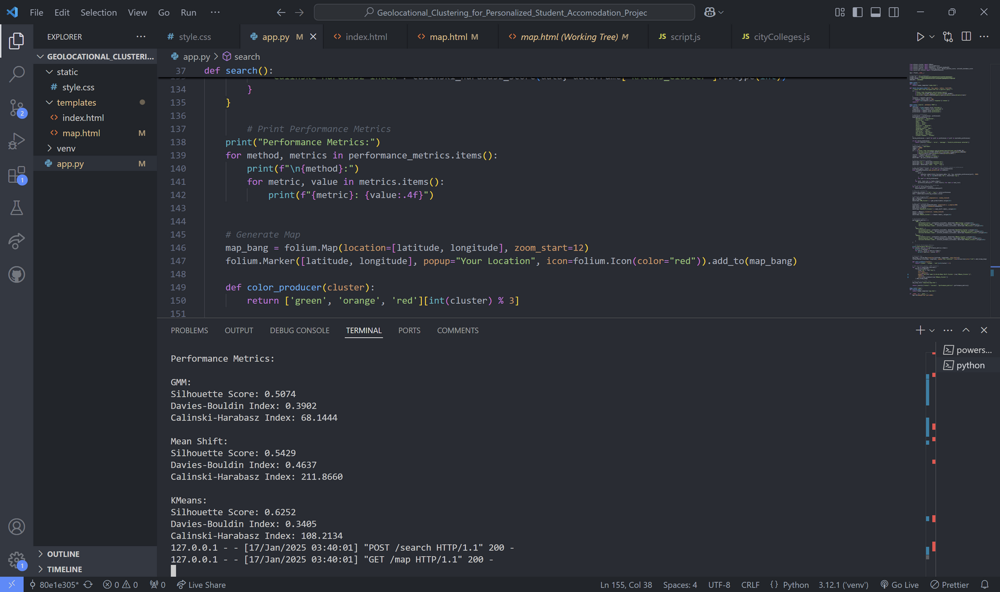 File Edit Selection View Go Run ···
Geolocational_Clustering_for_Personalized_Student_Accomodation_Projec
EXPLORER ···
# style.css
app.py M
<> index.html
<> map.html M
<> map.html (Working Tree) M
JS script.js
JS cityColleges.js
GEOLOCATIONAL_CLUSTERI...
static
# style.css
templates
<> index.html
<> map.html M
venv
app.py M
2
1
1
OUTLINE
TIMELINE
app.py > search
37 def search():
134 }
135 }
136
137 # Print Performance Metrics
138 print("Performance Metrics:")
139 for method, metrics in performance_metrics.items():
140 print(f"\n{method}:")
141 for metric, value in metrics.items():
142 print(f"{metric}: {value:.4f}")
143
144
145 # Generate Map
146 map_bang = folium.Map(location=[latitude, longitude], zoom_start=12)
147 folium.Marker([latitude, longitude], popup="Your Location", icon=folium.Icon(color="red")).add_to(map_bang)
148
149 def color_producer(cluster):
150 return ['green', 'orange', 'red'][int(cluster) % 3]
151
PROBLEMS OUTPUT DEBUG CONSOLE TERMINAL PORTS COMMENTS
powers...
python
Performance Metrics:
GMM:
Silhouette Score: 0.5074
Davies-Bouldin Index: 0.3902
Calinski-Harabasz Index: 68.1444
Mean Shift:
Silhouette Score: 0.5429
Davies-Bouldin Index: 0.4637
Calinski-Harabasz Index: 211.8660
KMeans:
Silhouette Score: 0.6252
Davies-Bouldin Index: 0.3405
Calinski-Harabasz Index: 108.2134
127.0.0.1 - - [17/Jan/2025 03:40:01] "POST /search HTTP/1.1" 200 -
127.0.0.1 - - [17/Jan/2025 03:40:01] "GET /map HTTP/1.1" 200 -
80e1e305* 0 0 0 Live Share Ln 155, Col 38 Spaces: 4 UTF-8 CRLF {} Python 3.12.1 ('venv') Go Live Prettier